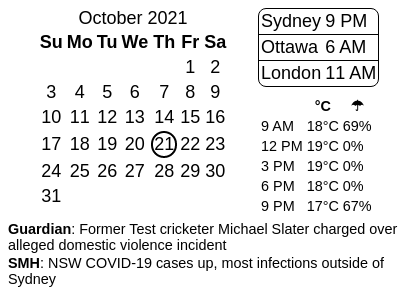 October 2021
Su Mo Tu We Th Fr Sa
1 2
3 4 5 6 7 8 9
10 11 12 13 14 15 16
17 18 19 20 21 22 23
24 25 26 27 28 29 30
31
Sydney 9 PM
Ottawa 6 AM
London 11 AM
°C ☂
9 AM 18°C 69%
12 PM 19°C 0%
3 PM 19°C 0%
6 PM 18°C 0%
9 PM 17°C 67%
Guardian: Former Test cricketer Michael Slater charged over
alleged domestic violence incident
SMH: NSW COVID-19 cases up, most infections outside of
Sydney